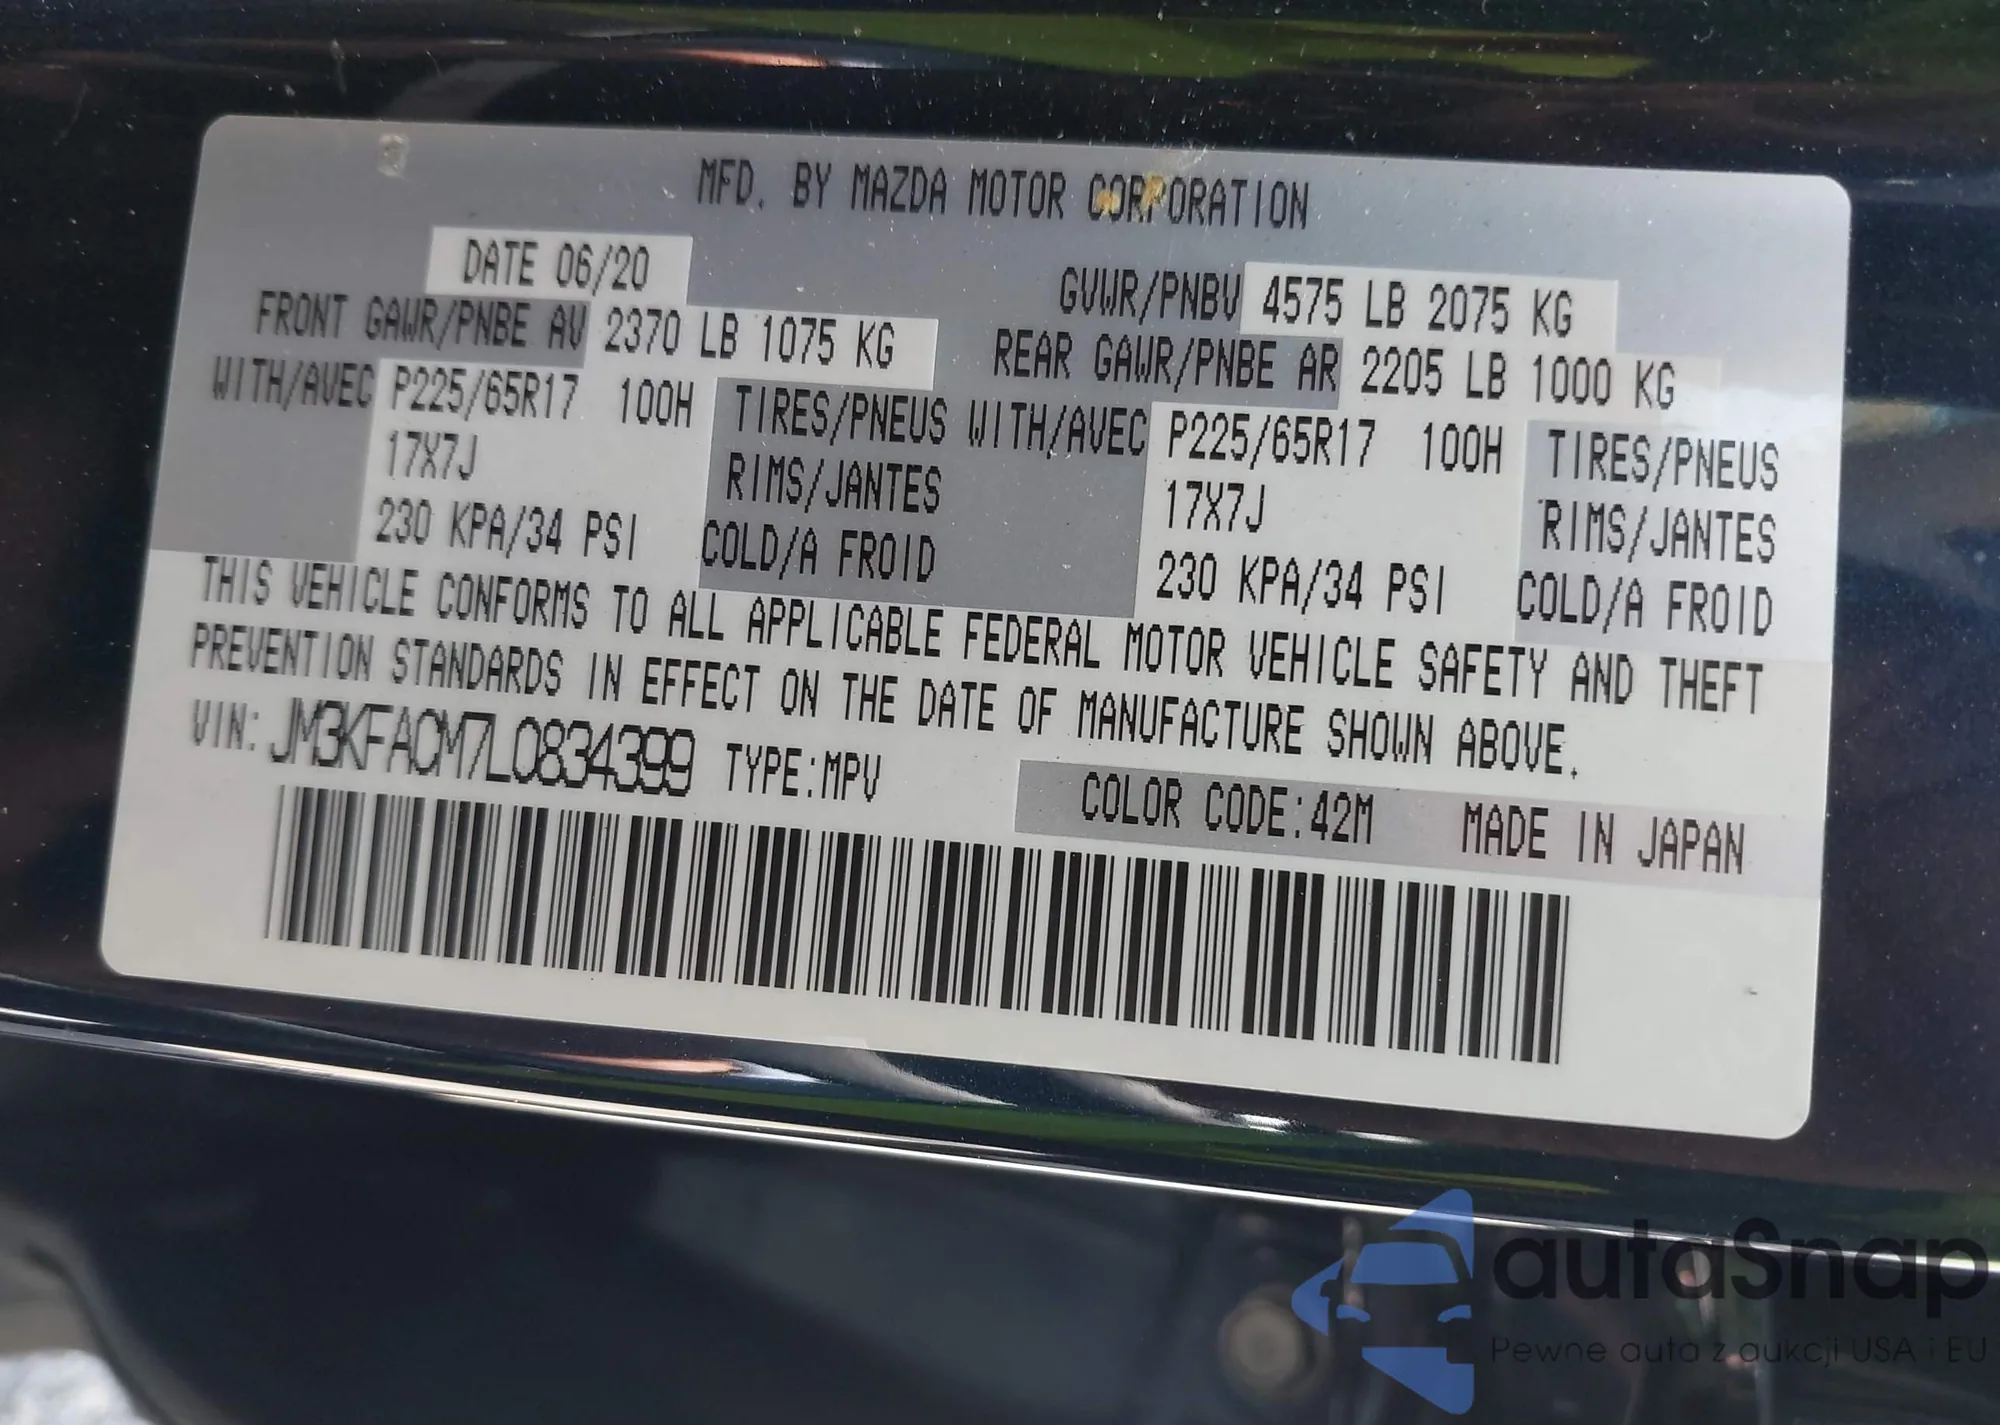 MFD. BY MAZDA MOTOR CORPORATION
DATE 06/20 GVWR/PNBV 4575 LB 2075 KG
FRONT GAWR/PNBE AV 2370 LB 1075 KG REAR GAWR/PNBE AR 2205 LB 1000 KG
WITH/AVEC P225/65R17 100H TIRES/PNEUS WITH/AVEC P225/65R17 100H TIRES/PNEUS
17X7J RIMS/JANTES 17X7J RIMS/JANTES
230 KPA/34 PSI COLD/A FROID 230 KPA/34 PSI COLD/A FROID
THIS VEHICLE CONFORMS TO ALL APPLICABLE FEDERAL MOTOR VEHICLE SAFETY AND THEFT
PREVENTION STANDARDS IN EFFECT ON THE DATE OF MANUFACTURE SHOWN ABOVE.
VIN: JM3KFACM7L0834399 TYPE:MPV
COLOR CODE:42M MADE IN JAPAN
autaSnap
Pewne auta z aukcji USA i EU